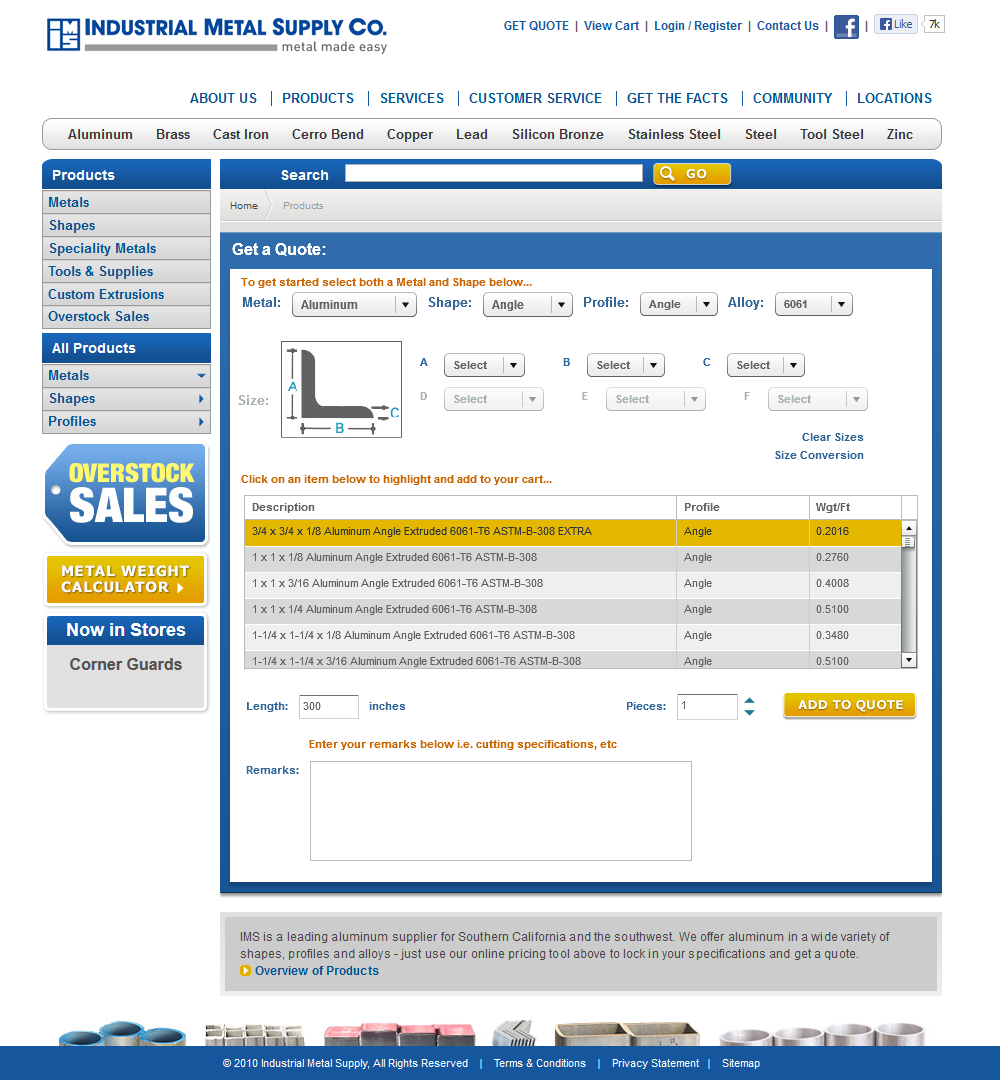 IMS INDUSTRIAL METAL SUPPLY CO.
metal made easy
GET QUOTE | View Cart | Login / Register | Contact Us | f | Like 7k
ABOUT US | PRODUCTS | SERVICES | CUSTOMER SERVICE | GET THE FACTS | COMMUNITY | LOCATIONS
Aluminum Brass Cast Iron Cerro Bend Copper Lead Silicon Bronze Stainless Steel Steel Tool Steel Zinc
Products
Metals
Shapes
Speciality Metals
Tools & Supplies
Custom Extrusions
Overstock Sales
All Products
Metals
Shapes
Profiles
OVERSTOCK
SALES
METAL WEIGHT
CALCULATOR
Now in Stores
Corner Guards
Search GO
Home Products
Get a Quote:
To get started select both a Metal and Shape below...
Metal: Aluminum Shape: Angle Profile: Angle Alloy: 6061
Size: A B C
A Select B Select C Select
D Select E Select F Select
Clear Sizes
Size Conversion
Click on an item below to highlight and add to your cart...
Description Profile Wgt/Ft
3/4 x 3/4 x 1/8 Aluminum Angle Extruded 6061-T6 ASTM-B-308 EXTRA Angle 0.2016
1 x 1 x 1/8 Aluminum Angle Extruded 6061-T6 ASTM-B-308 Angle 0.2760
1 x 1 x 3/16 Aluminum Angle Extruded 6061-T6 ASTM-B-308 Angle 0.4008
1 x 1 x 1/4 Aluminum Angle Extruded 6061-T6 ASTM-B-308 Angle 0.5100
1-1/4 x 1-1/4 x 1/8 Aluminum Angle Extruded 6061-T6 ASTM-B-308 Angle 0.3480
1-1/4 x 1-1/4 x 3/16 Aluminum Angle Extruded 6061-T6 ASTM-B-308 Angle 0.5100
Length: 300 inches Pieces: 1 ADD TO QUOTE
Enter your remarks below i.e. cutting specifications, etc
Remarks:
IMS is a leading aluminum supplier for Southern California and the southwest. We offer aluminum in a wide variety of
shapes, profiles and alloys - just use our online pricing tool above to lock in your specifications and get a quote.
Overview of Products
© 2010 Industrial Metal Supply, All Rights Reserved | Terms & Conditions | Privacy Statement | Sitemap